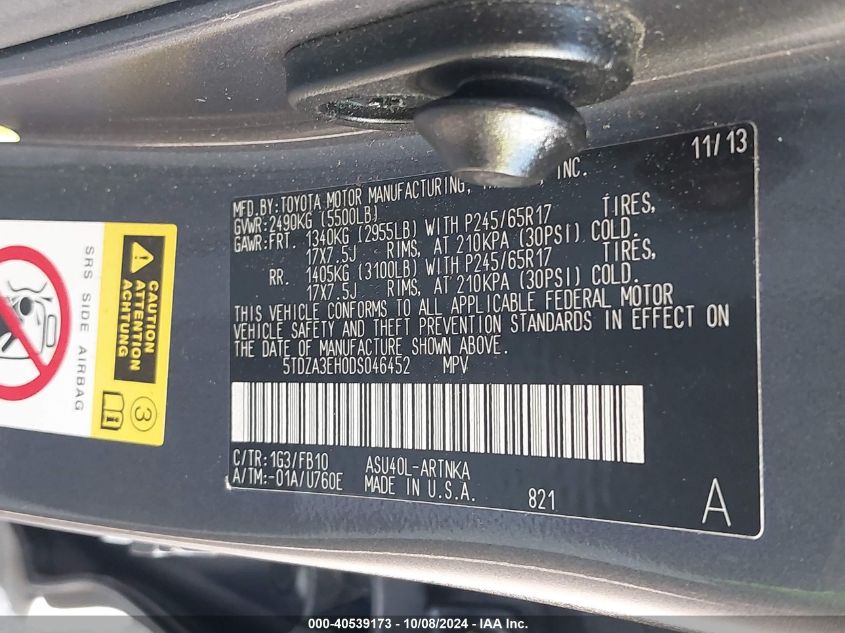 11/13
MFD.BY:TOYOTA MOTOR MANUFACTURING, INC.
GVWR:2490KG (5500LB)
GAWR:FRT. 1340KG (2955LB) WITH P245/65R17 TIRES,
17X7.5J RIMS, AT 210KPA (30PSI) COLD.
RR. 1405KG (3100LB) WITH P245/65R17 TIRES,
17X7.5J RIMS, AT 210KPA (30PSI) COLD.
THIS VEHICLE CONFORMS TO ALL APPLICABLE FEDERAL MOTOR
VEHICLE SAFETY AND THEFT PREVENTION STANDARDS IN EFFECT ON
THE DATE OF MANUFACTURE SHOWN ABOVE.
5TDZA3EH0DS046452 MPV
C/TR:1G3/FB10 ASU40L-ARTNKA
A/TM:-01A/U760E MADE IN U.S.A. 821 A
SRS SIDE AIRBAG
CAUTION
ATTENTION
ACHTUNG
3
000-40539173 - 10/08/2024 - IAAI Inc.